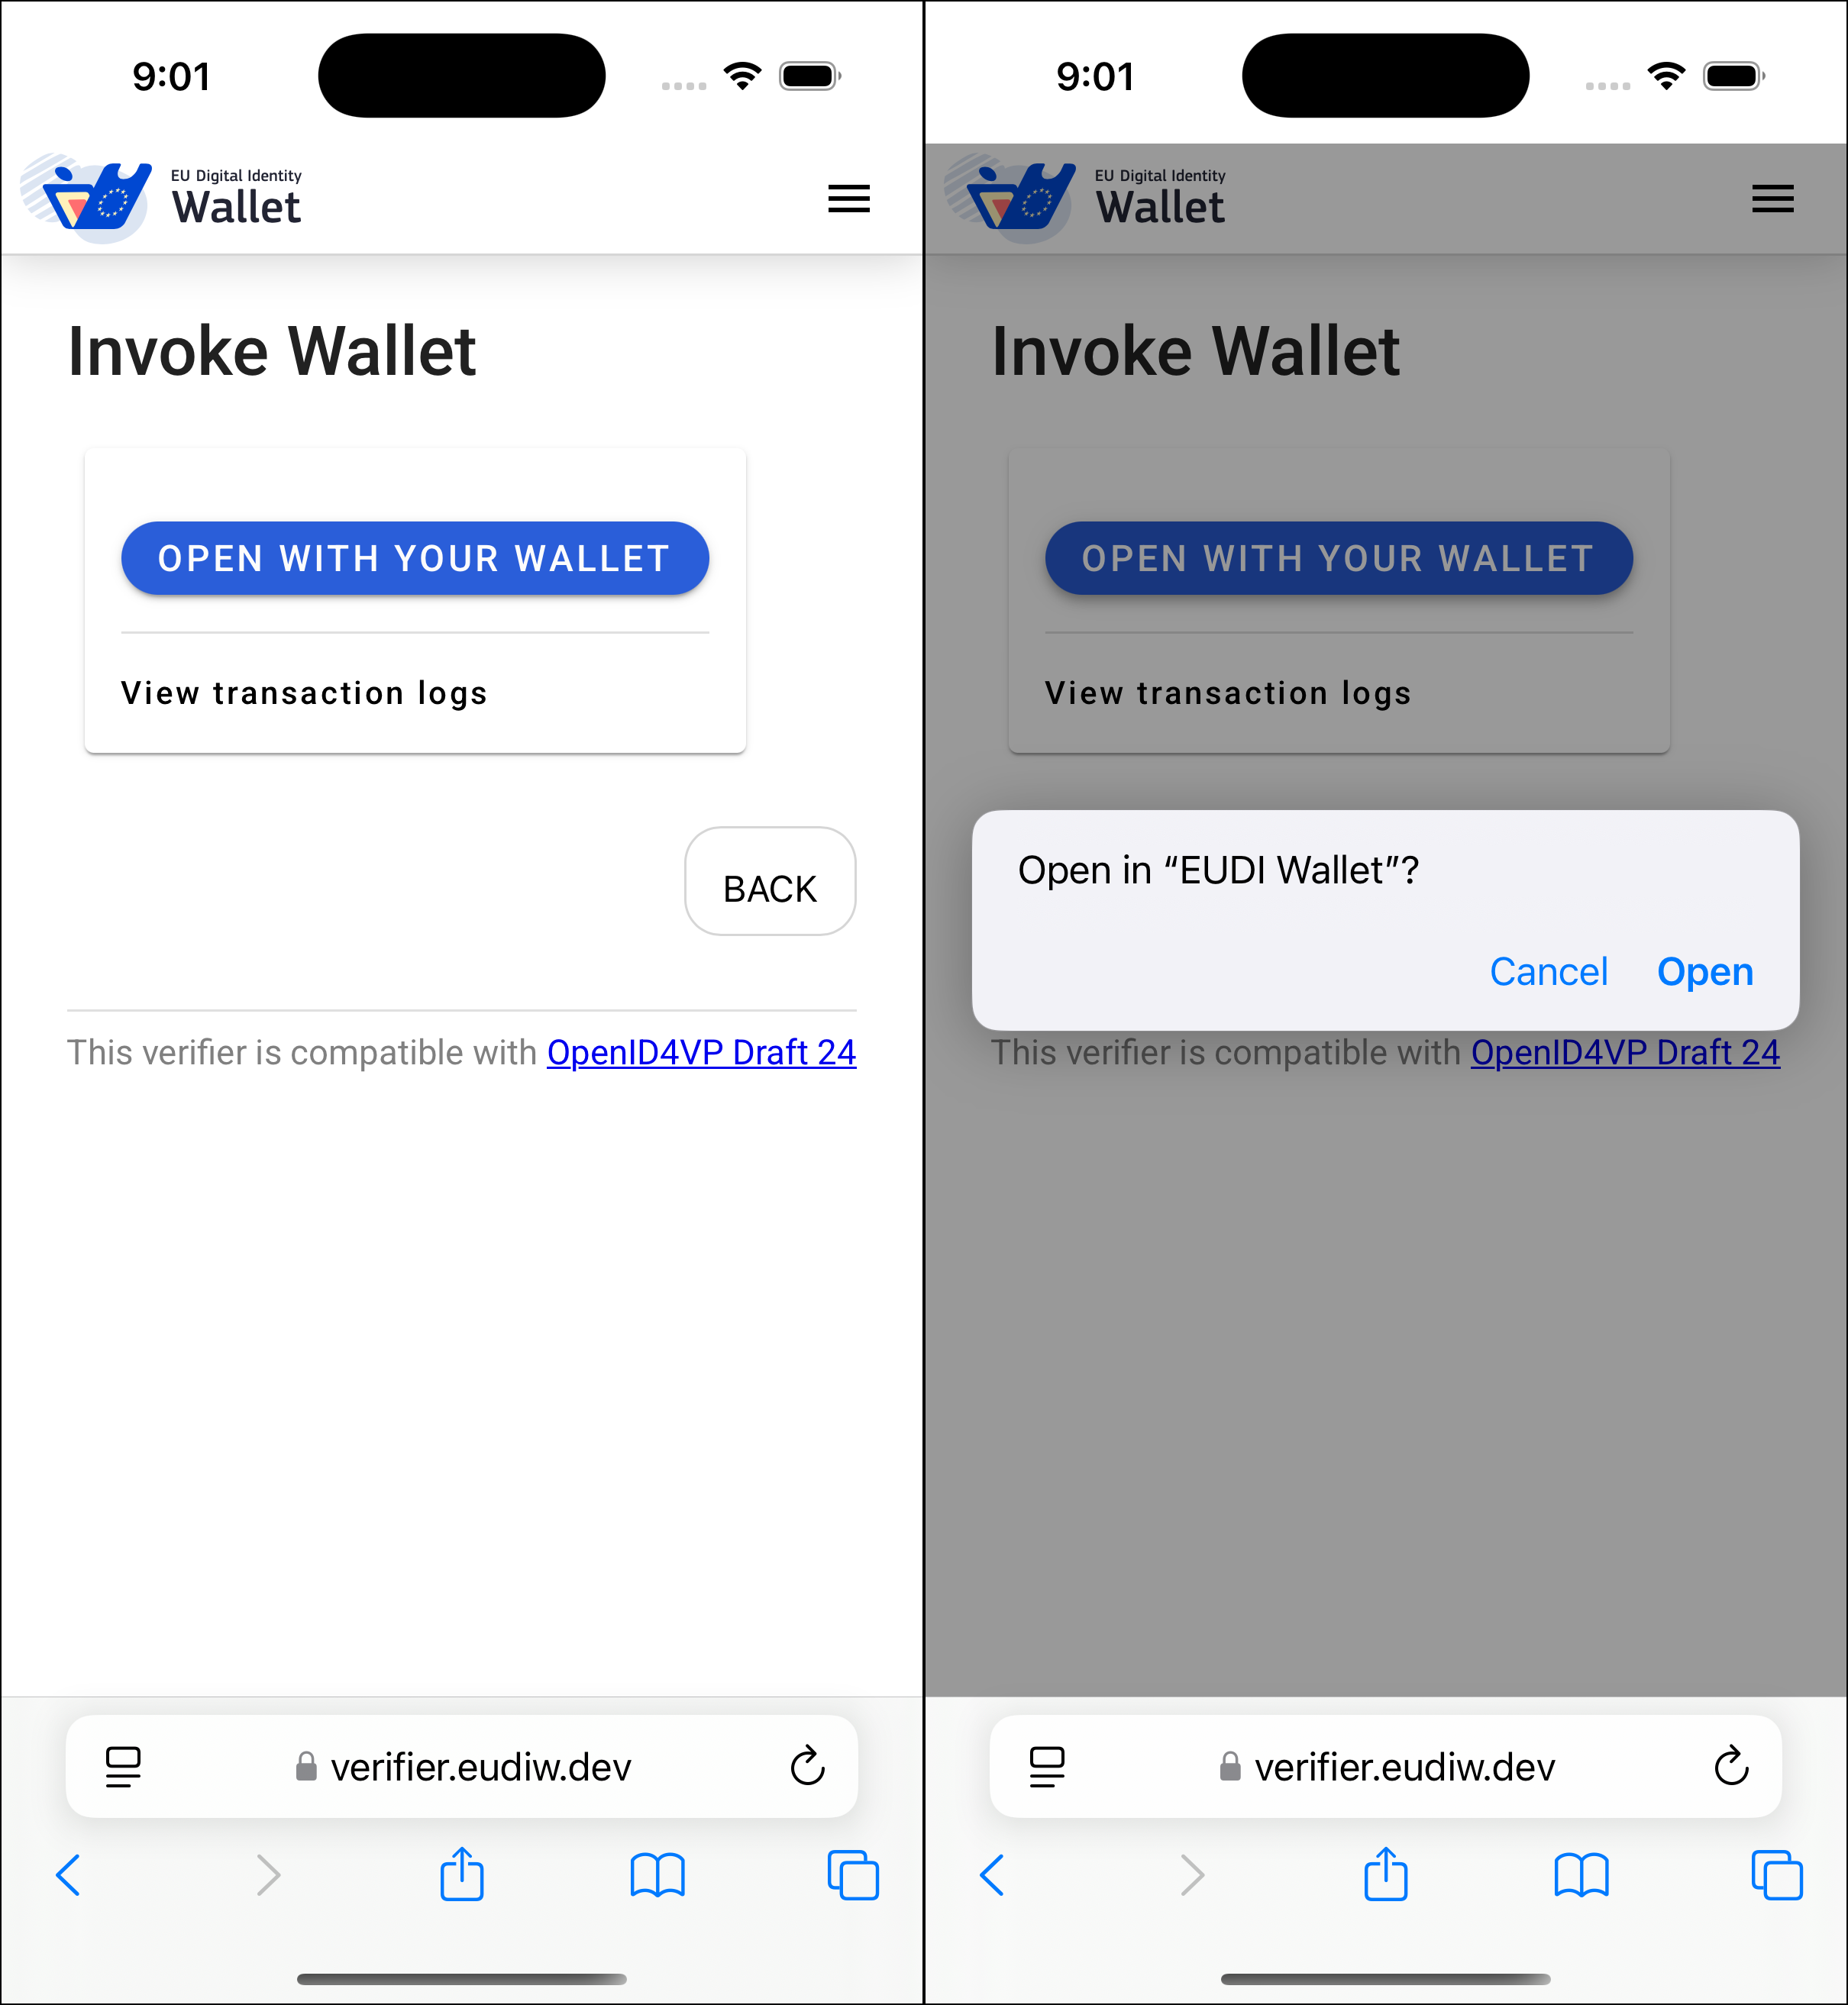 9:01
EU Digital Identity
Wallet
Invoke Wallet
OPEN WITH YOUR WALLET
View transaction logs
BACK
This verifier is compatible with OpenID4VP Draft 24
verifier.eudiw.dev
9:01
EU Digital Identity
Wallet
Invoke Wallet
OPEN WITH YOUR WALLET
View transaction logs
Open in “EUDI Wallet”?
Cancel Open
This verifier is compatible with OpenID4VP Draft 24
verifier.eudiw.dev